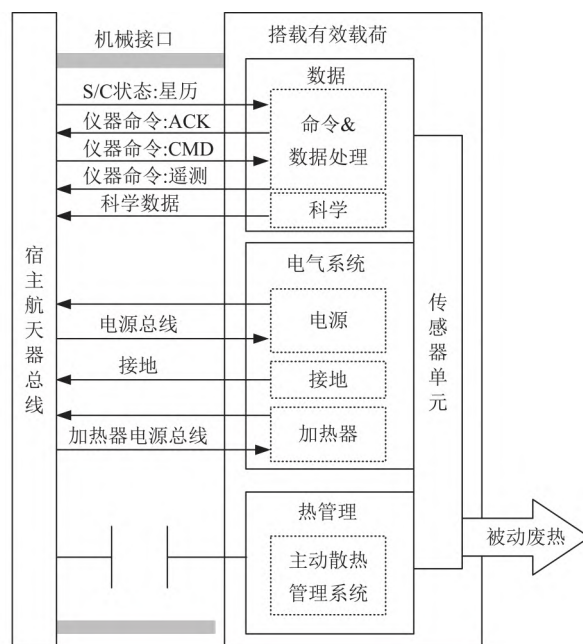 机械接口
搭载有效载荷
数据
S/C状态:星历
仪器命令:ACK
仪器命令:CMD
仪器命令:遥测
科学数据
命令&
数据处理
科学
宿主航天器总线
电气系统
电源
电源总线
接地
接地
加热器
加热器电源总线
传感器单元
热管理
主动散热
管理系统
被动废热